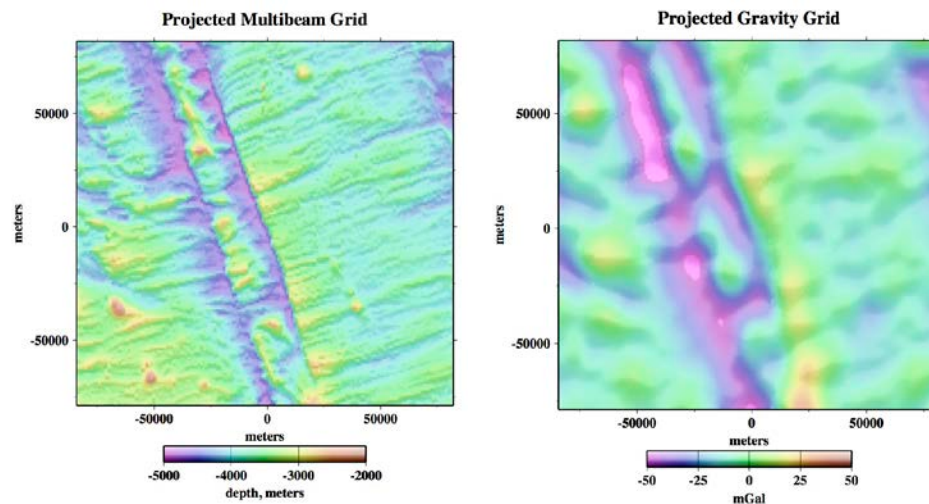 Projected Multibeam Grid
50000
0
-50000
meters
-50000 0 50000
meters
-5000 -4000 -3000 -2000
depth, meters
Projected Gravity Grid
50000
0
-50000
meters
-50000 0 50000
meters
-50 -25 0 25 50
mGal